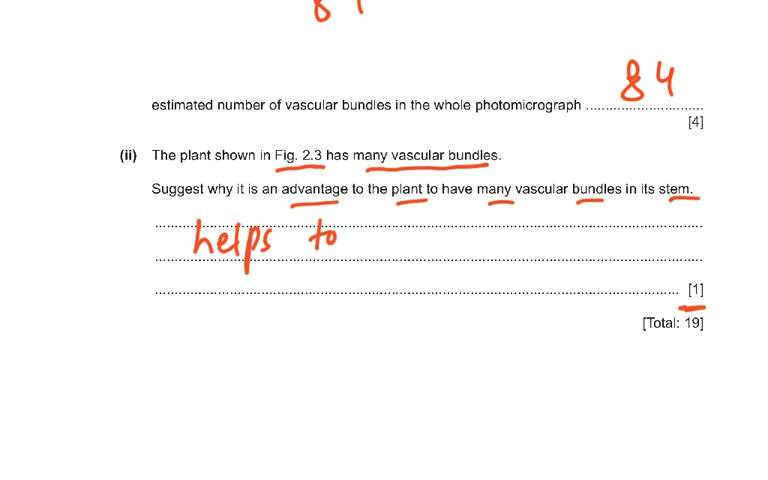 84
estimated number of vascular bundles in the whole photomicrograph .............................. 84
[4]
(ii) The plant shown in Fig. 2.3 has many vascular bundles.
Suggest why it is an advantage to the plant to have many vascular bundles in its stem.
helps to
[1]
[Total: 19]